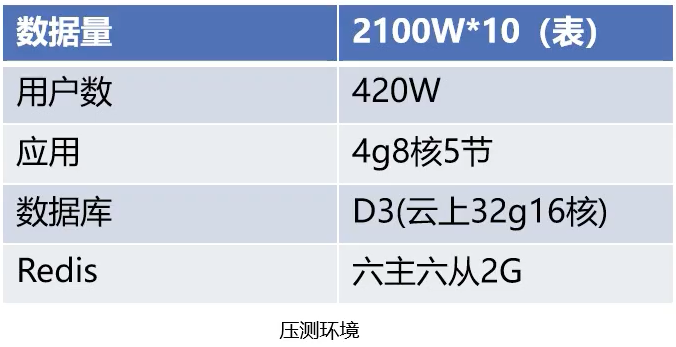 数据量 2100W*10（表）
用户数 420W
应用 4g8核5节
数据库 D3(云上32g16核)
Redis 六主六从2G
压测环境